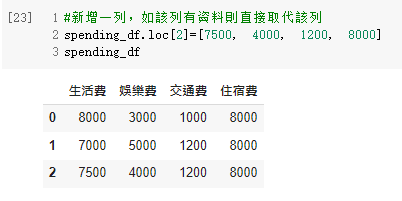 [23] 1 #新增一列，如該列有資料則直接取代該列
2 spending_df.loc[2]=[7500, 4000, 1200, 8000]
3 spending_df
生活費 娛樂費 交通費 住宿費
0 8000 3000 1000 8000
1 7000 5000 1200 8000
2 7500 4000 1200 8000